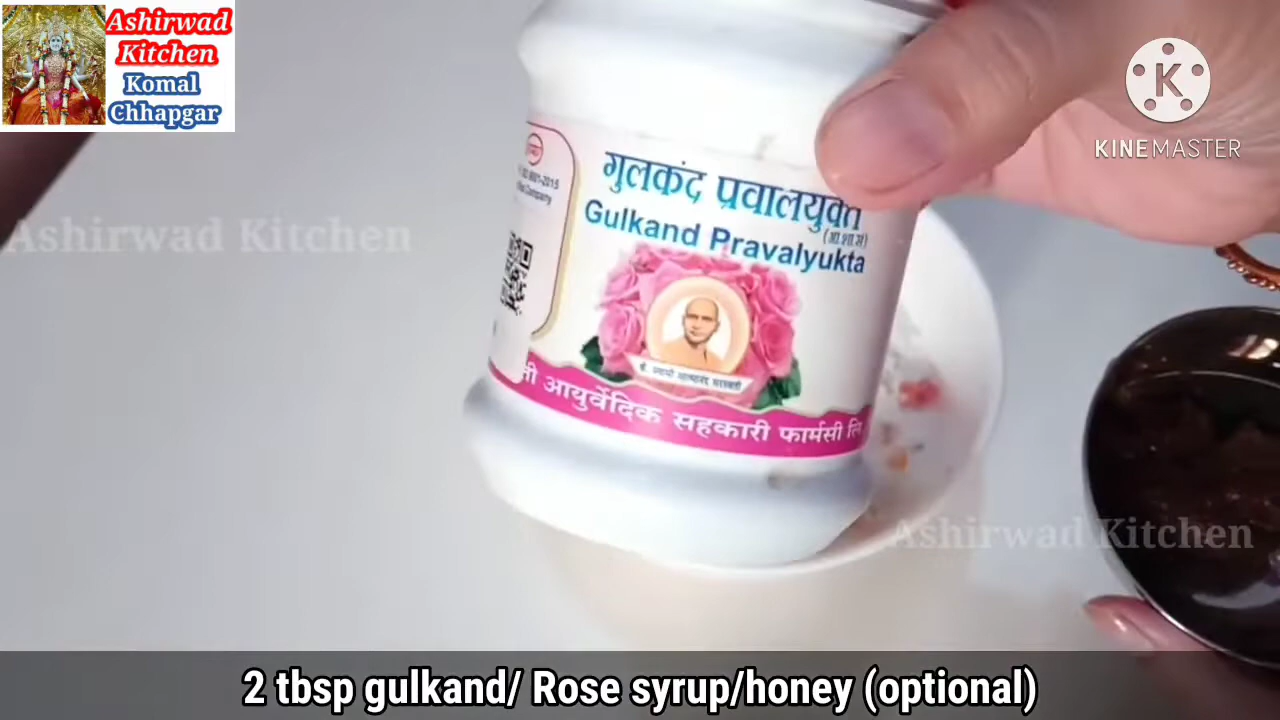 Ashirwad
Kitchen
Komal
Chhapgar
K
KINEMASTER
Ashirwad Kitchen
गुलकंद प्रवालयुक्त
Gulkand Pravalyukta
आयुर्वेदिक सहकारी फार्मसी लि
Ashirwad Kitchen
2 tbsp gulkand/ Rose syrup/honey (optional)